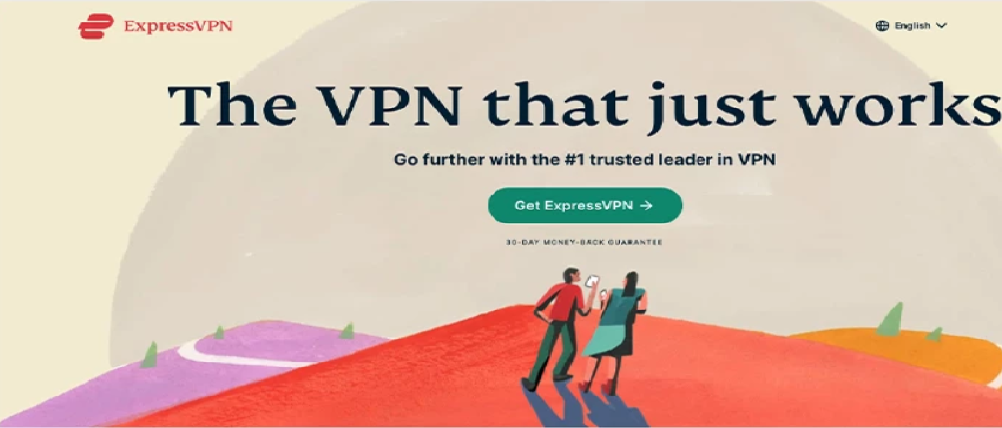 ExpressVPN
English
The VPN that just works
Go further with the #1 trusted leader in VPN
Get ExpressVPN →
30-DAY MONEY-BACK GUARANTEE